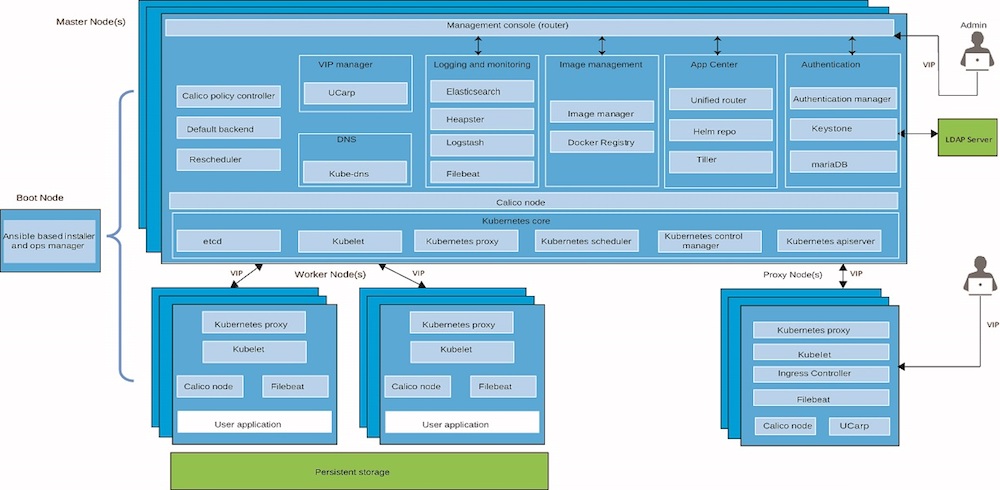 Master Node(s)
Management console (router)
Admin
VIP
VIP manager
UCarp
Logging and monitoring
Elasticsearch
Heapster
Logstash
Filebeat
Image management
Image manager
Docker Registry
App Center
Unified router
Helm repo
Tiller
Authentication
Authentication manager
Keystone
mariaDB
LDAP Server
Calico policy controller
Default backend
Rescheduler
DNS
Kube-dns
Boot Node
Ansible based installer
and ops manager
Calico node
Kubernetes core
etcd
Kubelet
Kubernetes proxy
Kubernetes scheduler
Kubernetes control
manager
Kubernetes apiserver
VIP
Worker Node(s)
VIP
Proxy Node(s)
VIP
Kubernetes proxy
Kubelet
Calico node
Filebeat
User application
Kubernetes proxy
Kubelet
Calico node
Filebeat
User application
Kubernetes proxy
Kubelet
Ingress Controller
Filebeat
Calico node
UCarp
VIP
Persistent storage